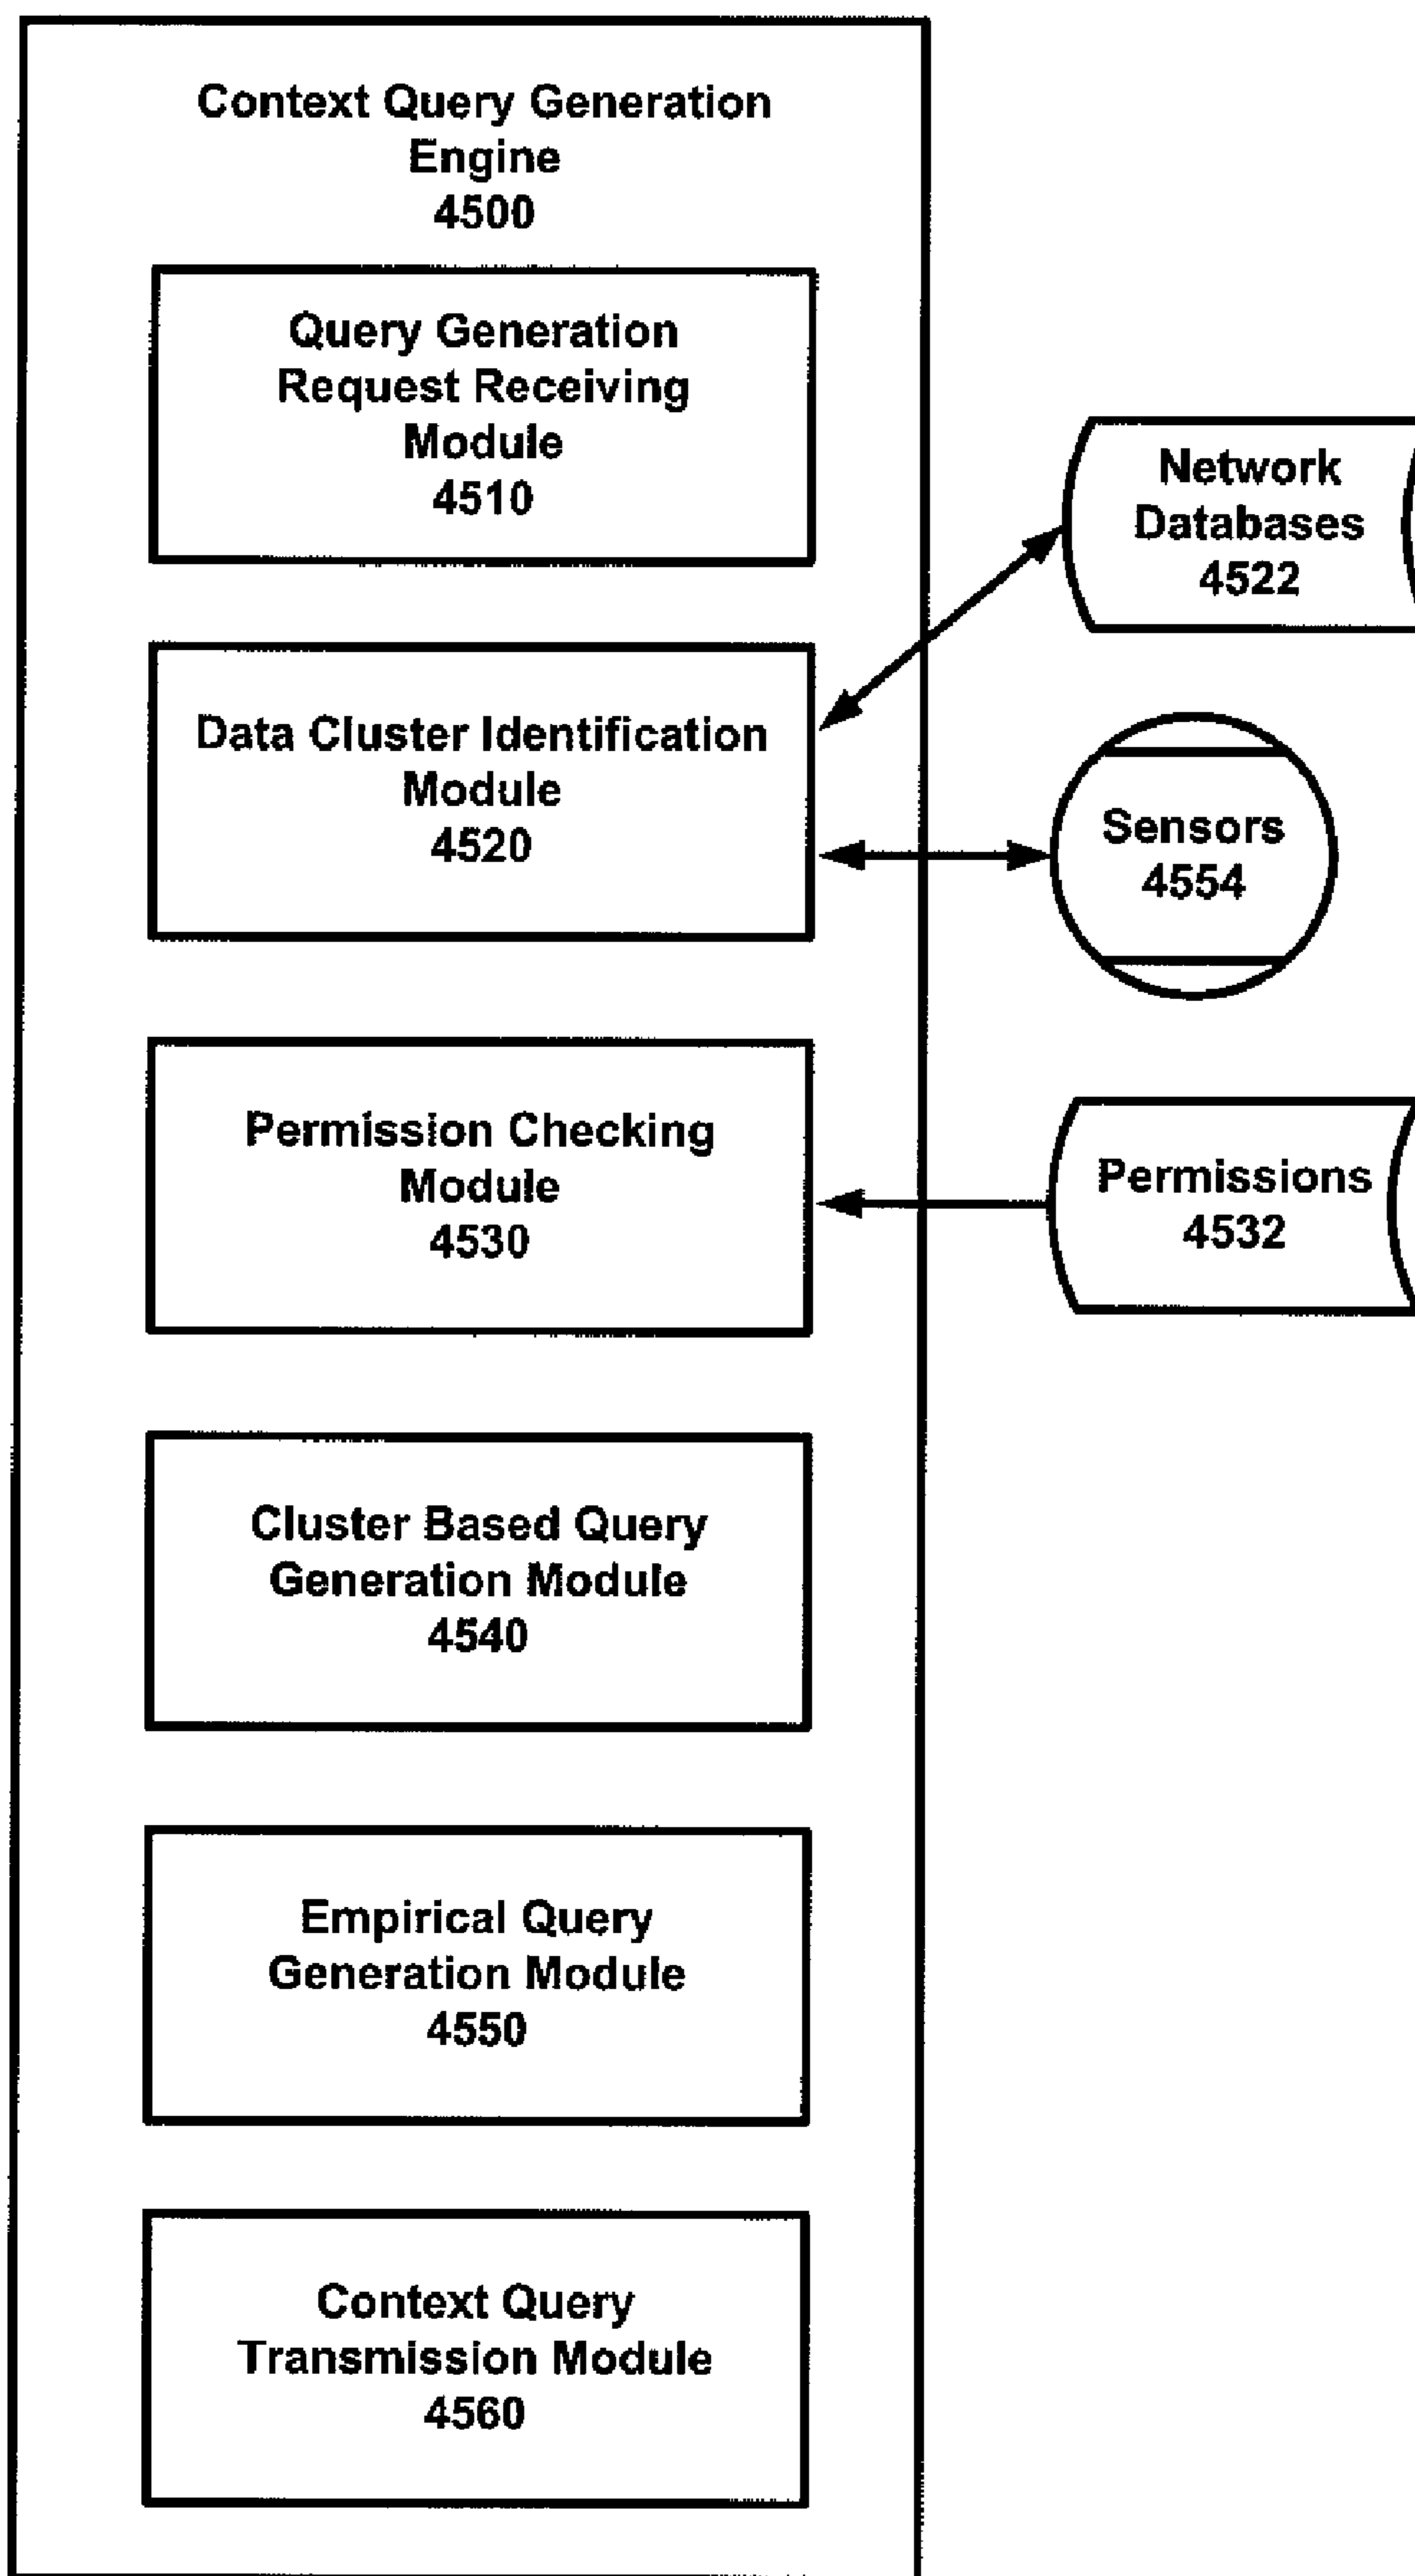 Context Query Generation
Engine
4500
Query Generation
Request Receiving
Module
4510
Network
Databases
4522
Data Cluster Identification
Module
4520
Sensors
4554
Permission Checking
Module
4530
Permissions
4532
Cluster Based Query
Generation Module
4540
Empirical Query
Generation Module
4550
Context Query
Transmission Module
4560